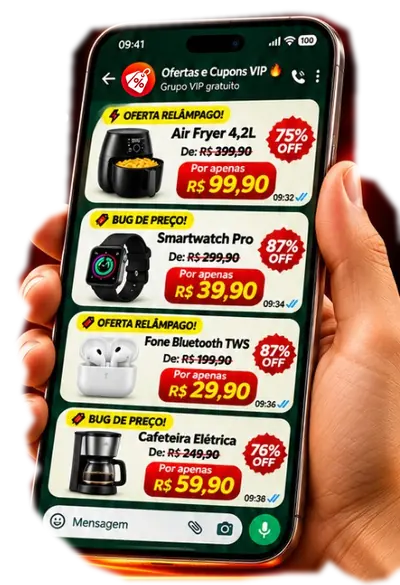 09:41
100
Ofertas e Cupons VIP 🔥
Grupo VIP gratuito
OFERTA RELÂMPAGO!
Air Fryer 4,2L
De: R$ 399,90
Por apenas
R$ 99,90
75%
OFF
09:32
BUG DE PREÇO!
Smartwatch Pro
De: R$ 299,90
Por apenas
R$ 39,90
87%
OFF
09:34
OFERTA RELÂMPAGO!
Fone Bluetooth TWS
De: R$ 199,90
Por apenas
R$ 29,90
87%
OFF
09:36
BUG DE PREÇO!
Cafeteira Elétrica
De: R$ 249,90
Por apenas
R$ 59,90
76%
OFF
09:38
Mensagem